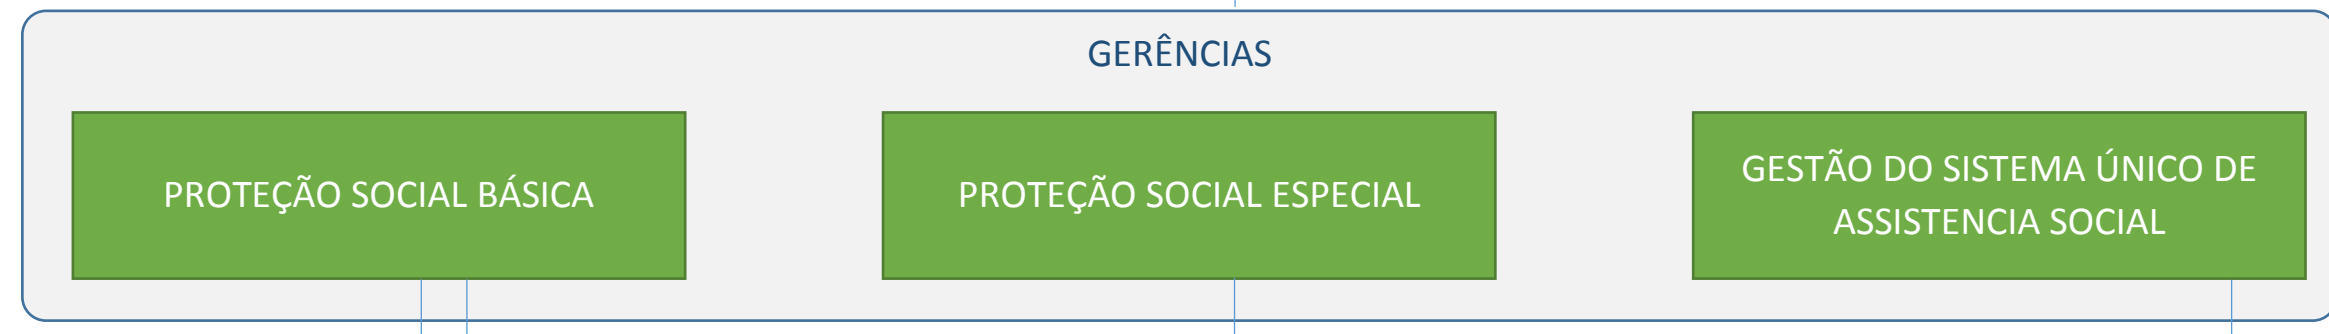 GERÊNCIAS
PROTEÇÃO SOCIAL BÁSICA
PROTEÇÃO SOCIAL ESPECIAL
GESTÃO DO SISTEMA ÚNICO DE
ASSISTENCIA SOCIAL